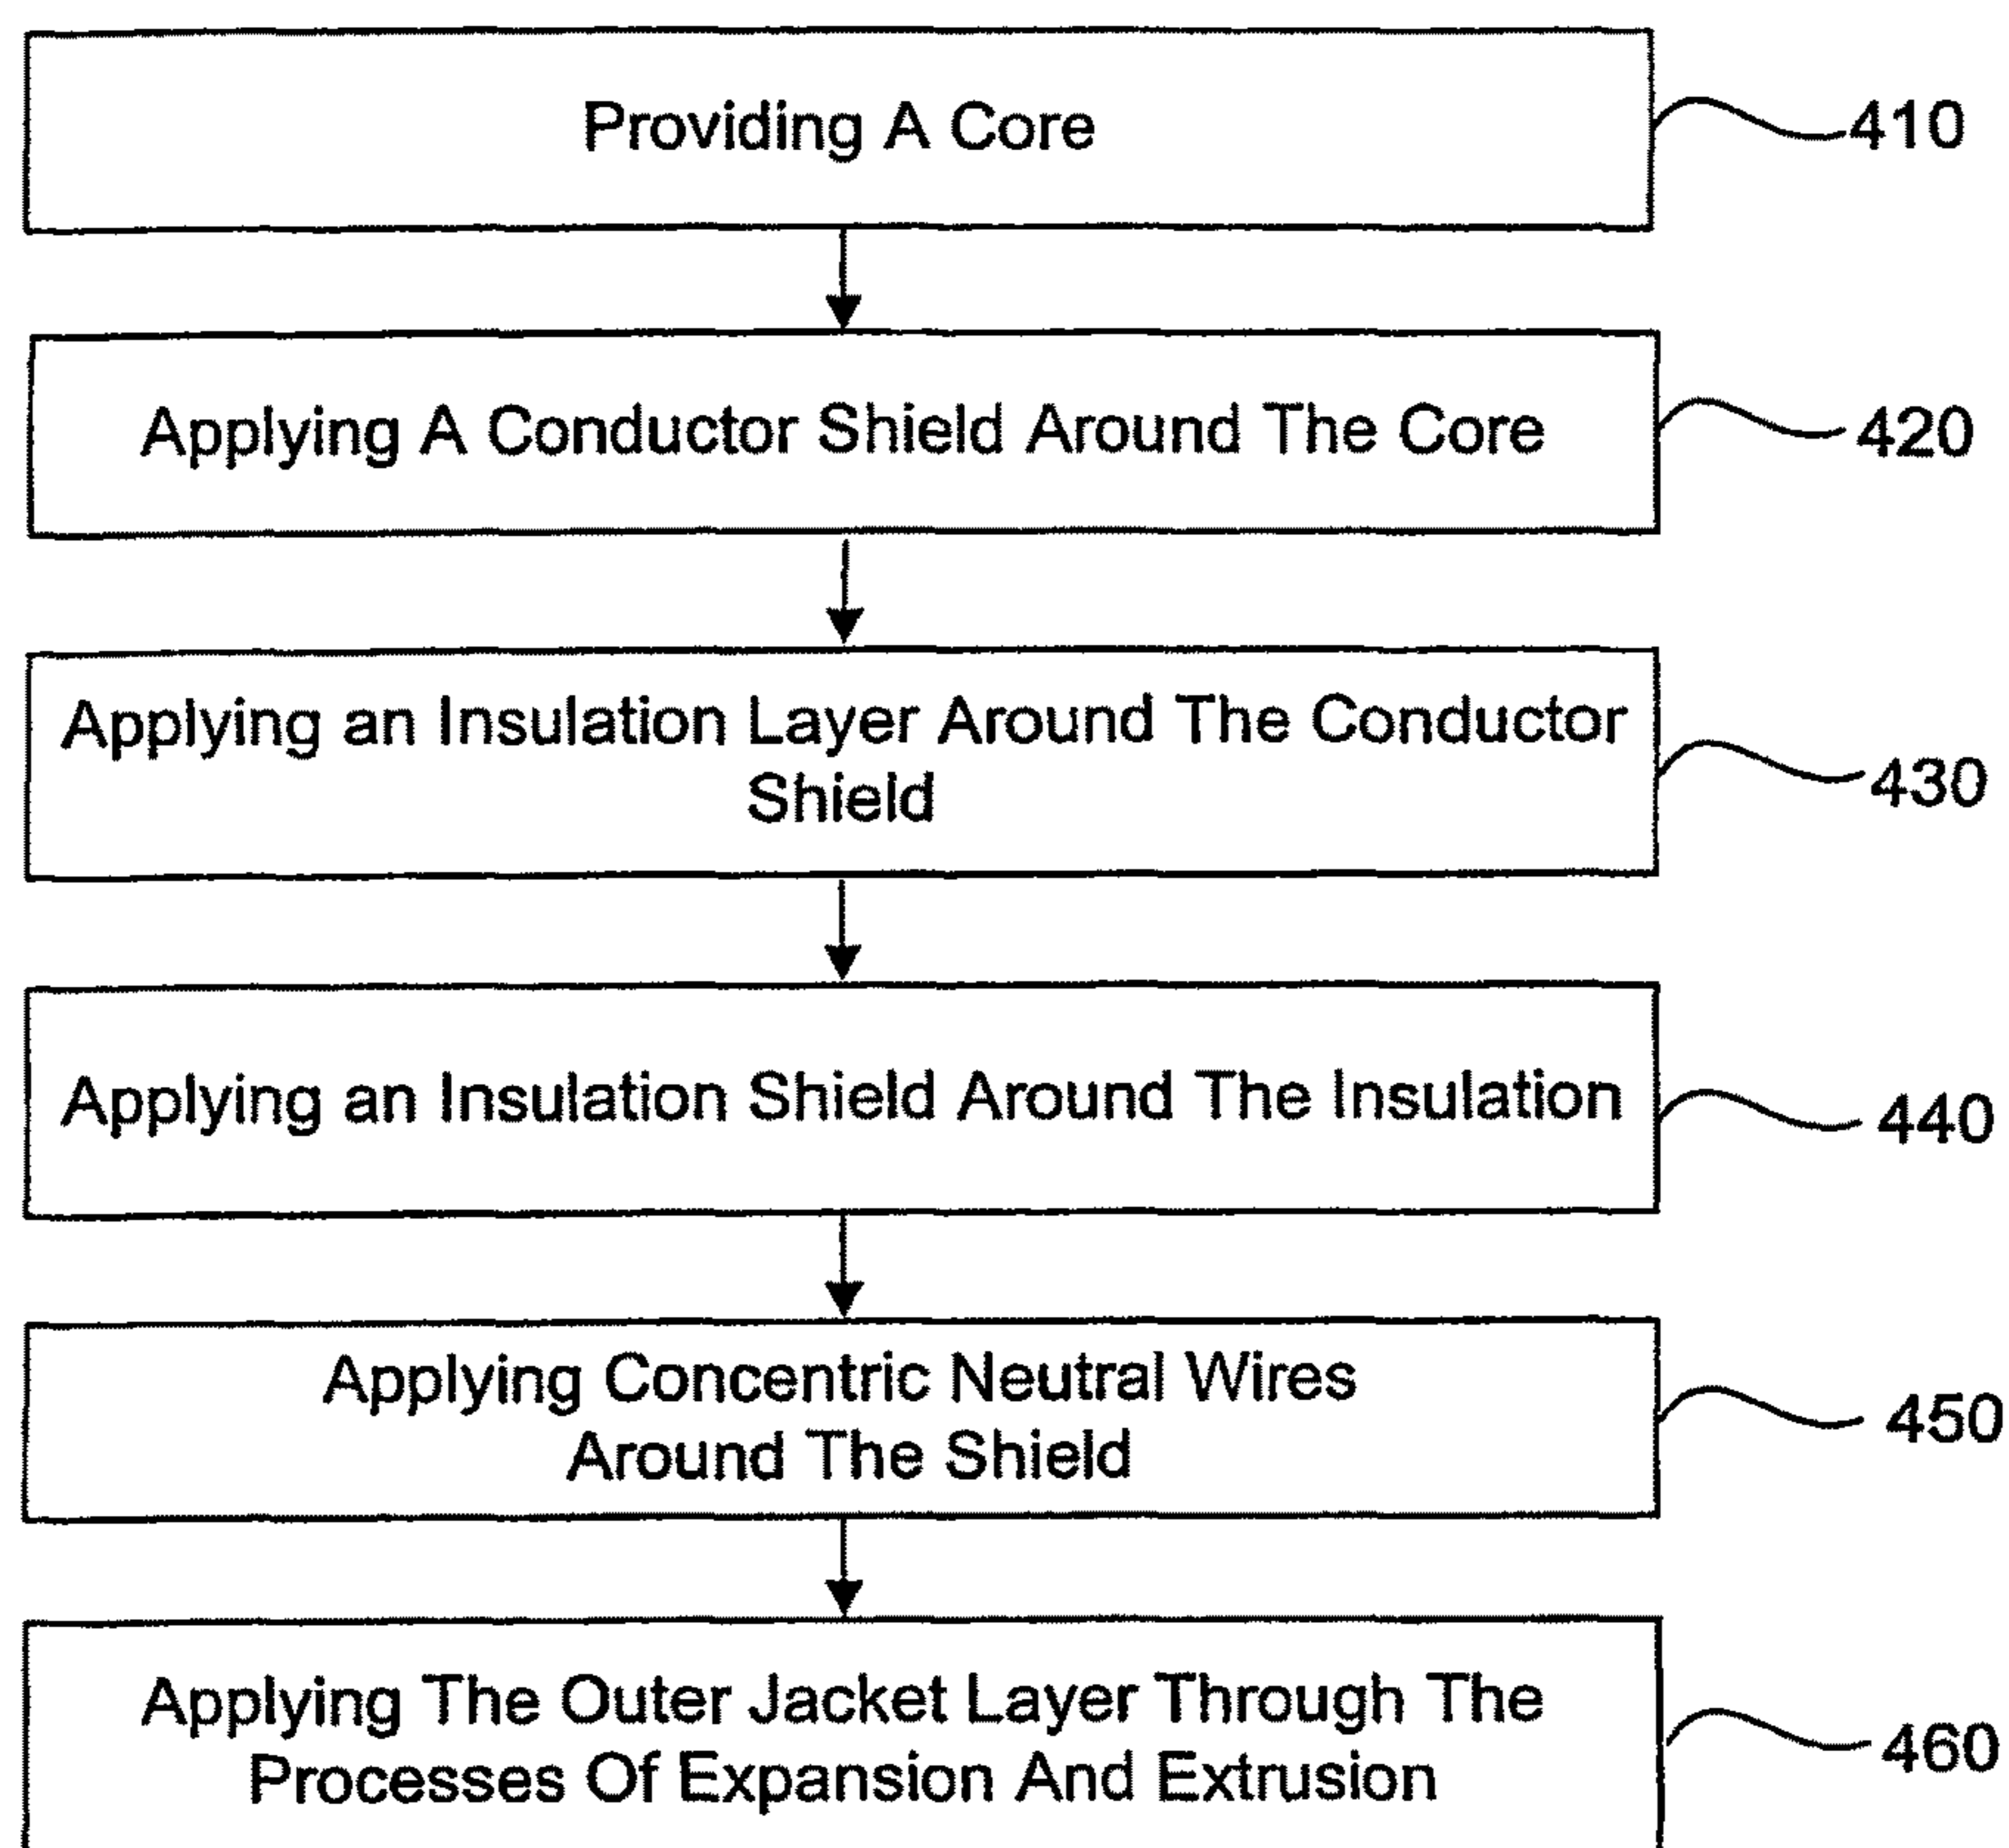 Providing A Core
410
Applying A Conductor Shield Around The Core
420
Applying an Insulation Layer Around The Conductor
Shield
430
Applying an Insulation Shield Around The Insulation
440
Applying Concentric Neutral Wires
Around The Shield
450
Applying The Outer Jacket Layer Through The
Processes Of Expansion And Extrusion
460